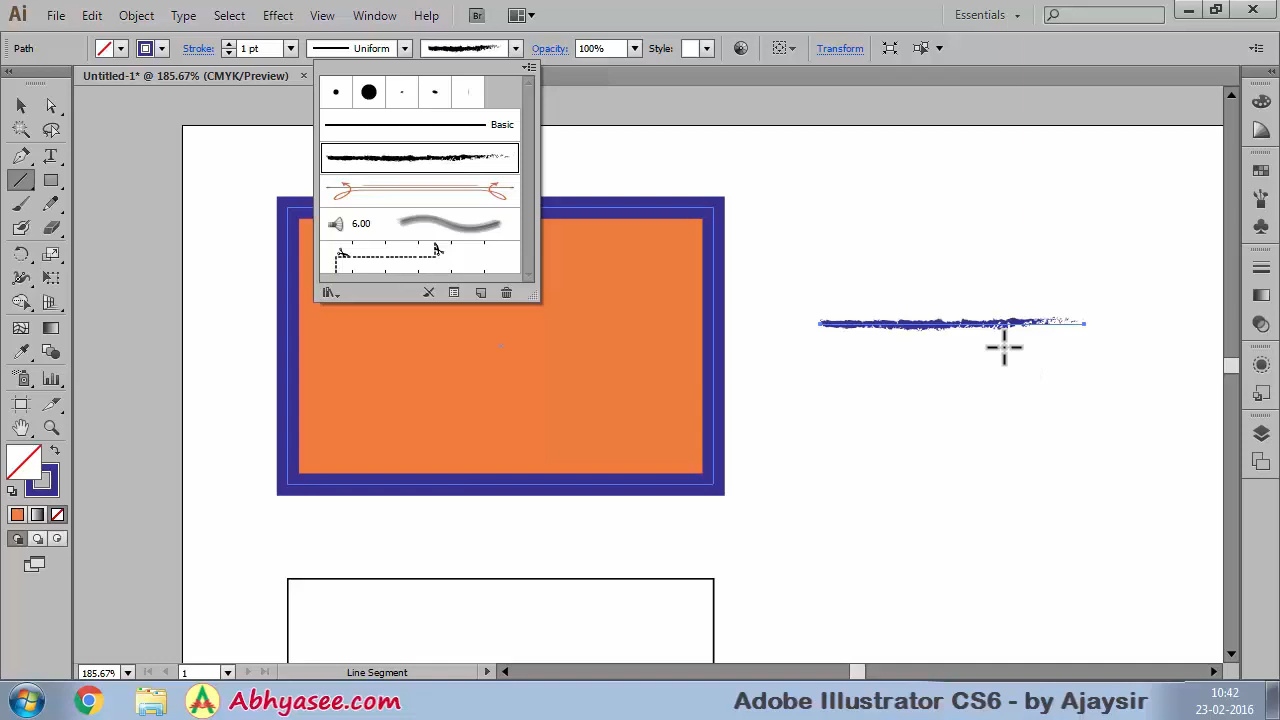 Ai File Edit Object Type Select Effect View Window Help Br Essentials
Path Stroke: 1 pt Uniform Opacity: 100% Style: Transform
Untitled-1* @ 185.67% (CMYK/Preview) ×
Basic
6.00
T
185.67% 1 Line Segment
Abhyasee.com Adobe Illustrator CS6 - by Ajaysir 10:42
23-02-2016